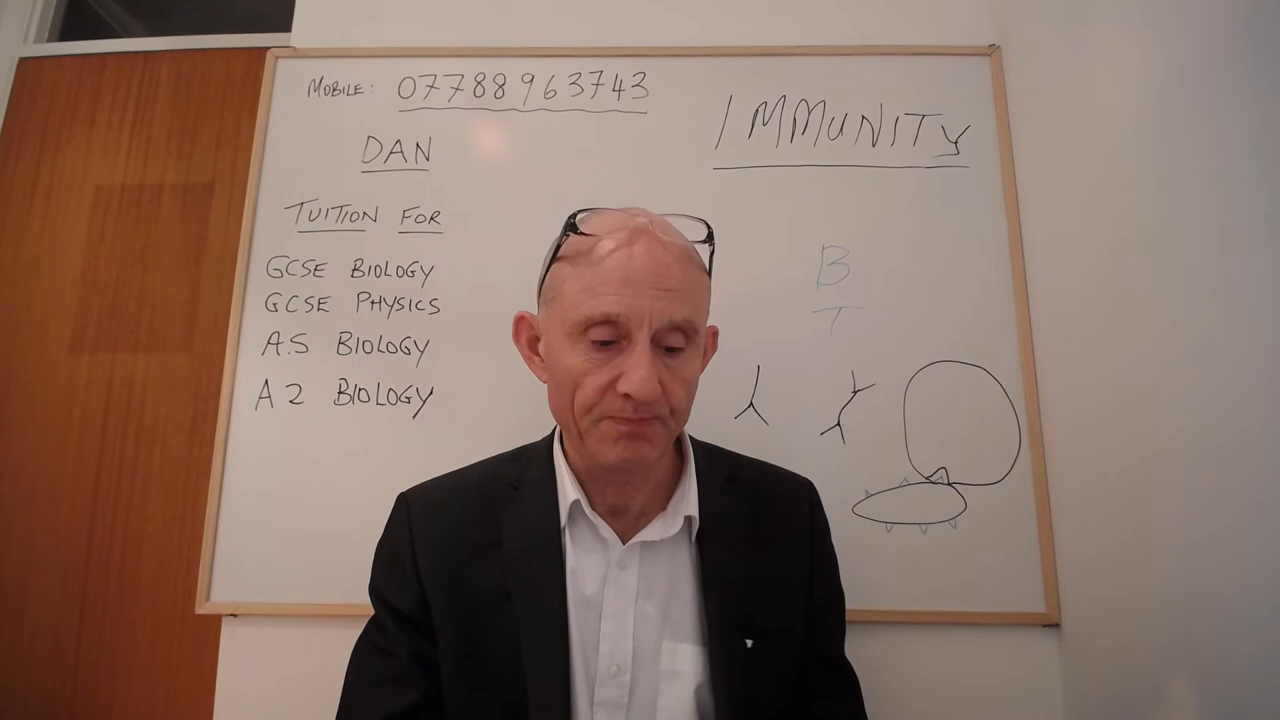 MOBILE: 07788963743
DAN
TUITION FOR
GCSE BIOLOGY
GCSE PHYSICS
A.S BIOLOGY
A2 BIOLOGY
IMMUNITY
B
T